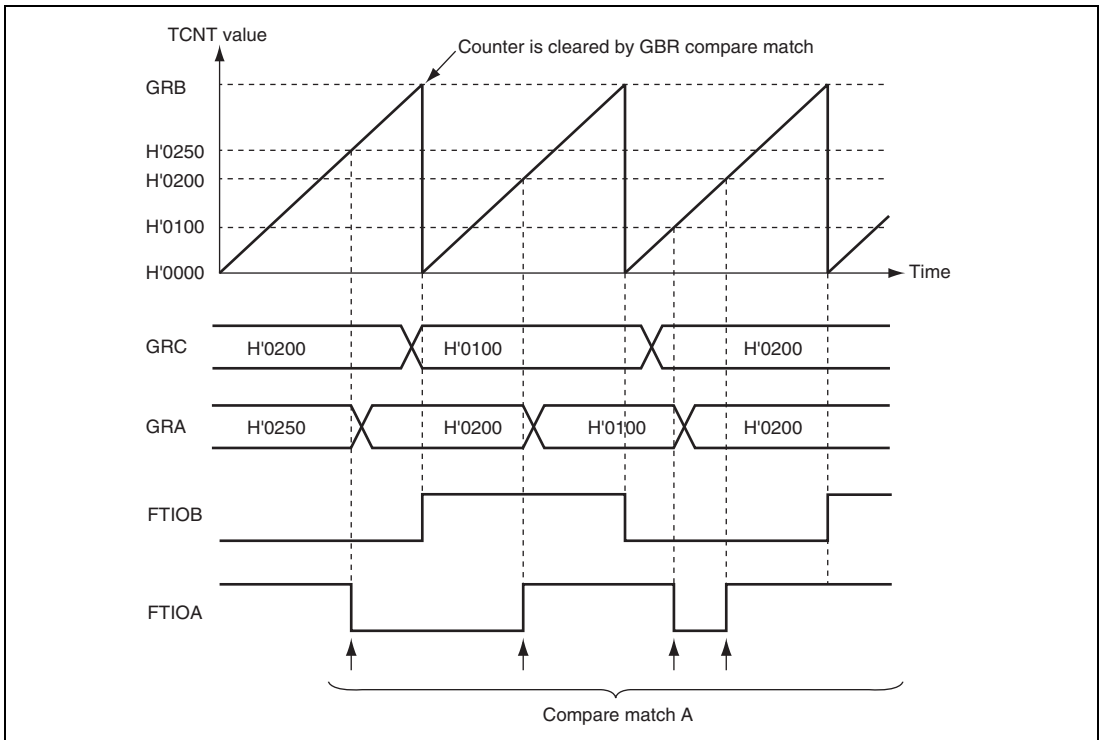 TCNT value
Counter is cleared by GBR compare match
GRB
H'0250
H'0200
H'0100
H'0000
Time
GRC
H'0200
H'0100
H'0200
GRA
H'0250
H'0200
H'0100
H'0200
FTIOB
FTIOA
Compare match A